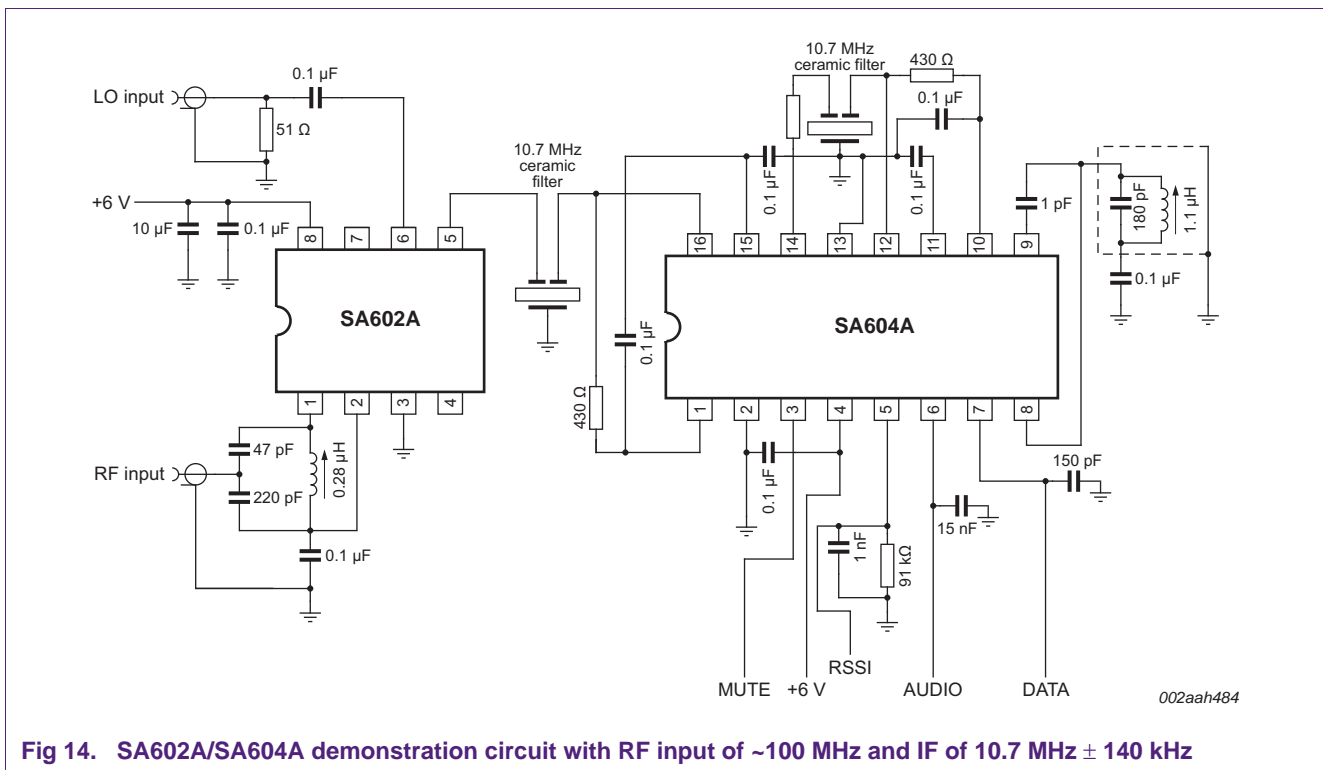 10.7 MHz
ceramic filter
430 Ω
0.1 µF
LO input
0.1 µF
51 Ω
10.7 MHz
ceramic
filter
0.1 µF
0.1 µF
1 pF
180 pF
1.1 µH
+6 V
10 µF
0.1 µF
8
7
6
5
16
15
14
13
12
11
10
9
0.1 µF
SA602A
SA604A
0.1 µF
430 Ω
1
2
3
4
1
2
3
4
5
6
7
8
47 pF
RF input
0.28 µH
220 pF
0.1 µF
0.1 µF
1 nF
91 kΩ
15 nF
150 pF
RSSI
MUTE
+6 V
AUDIO
DATA
002aah484
Fig 14. SA602A/SA604A demonstration circuit with RF input of ~100 MHz and IF of 10.7 MHz ± 140 kHz